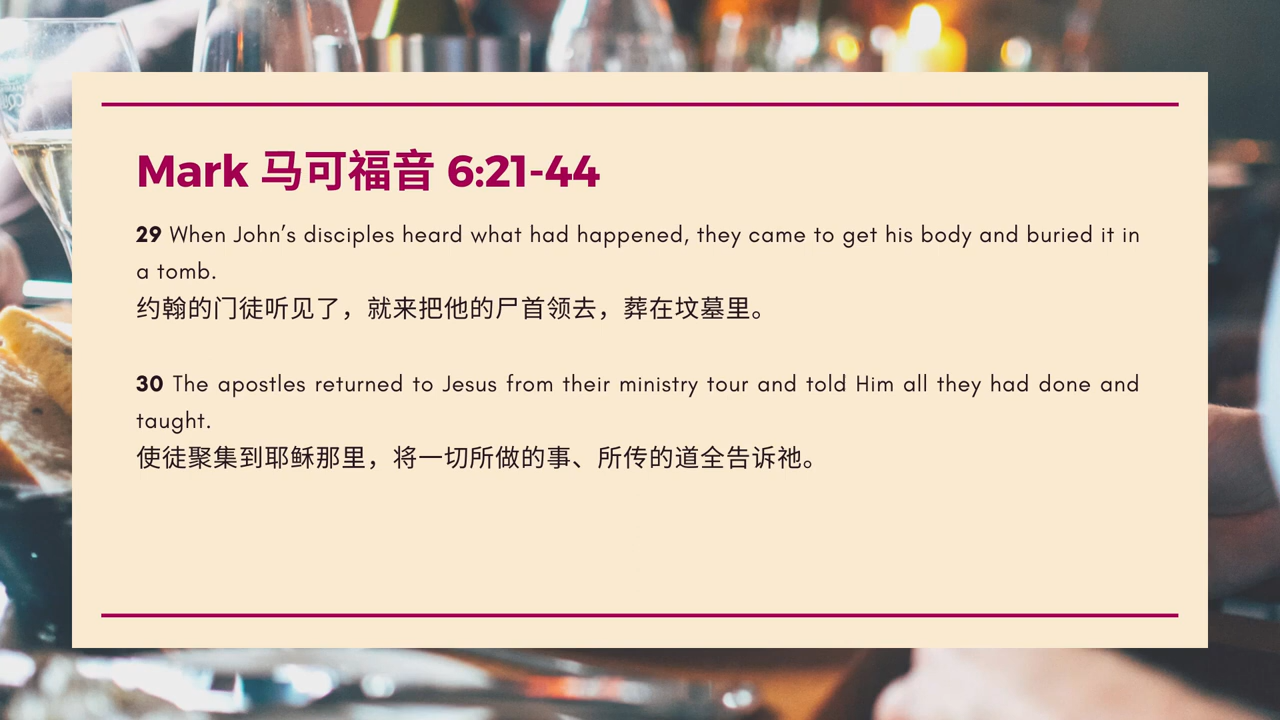 Mark 马可福音 6:21-44
29 When John’s disciples heard what had happened, they came to get his body and buried it in
a tomb.
约翰的门徒听见了，就来把他的尸首领去，葬在坟墓里。
30 The apostles returned to Jesus from their ministry tour and told Him all they had done and
taught.
使徒聚集到耶稣那里，将一切所做的事、所传的道全告诉祂。